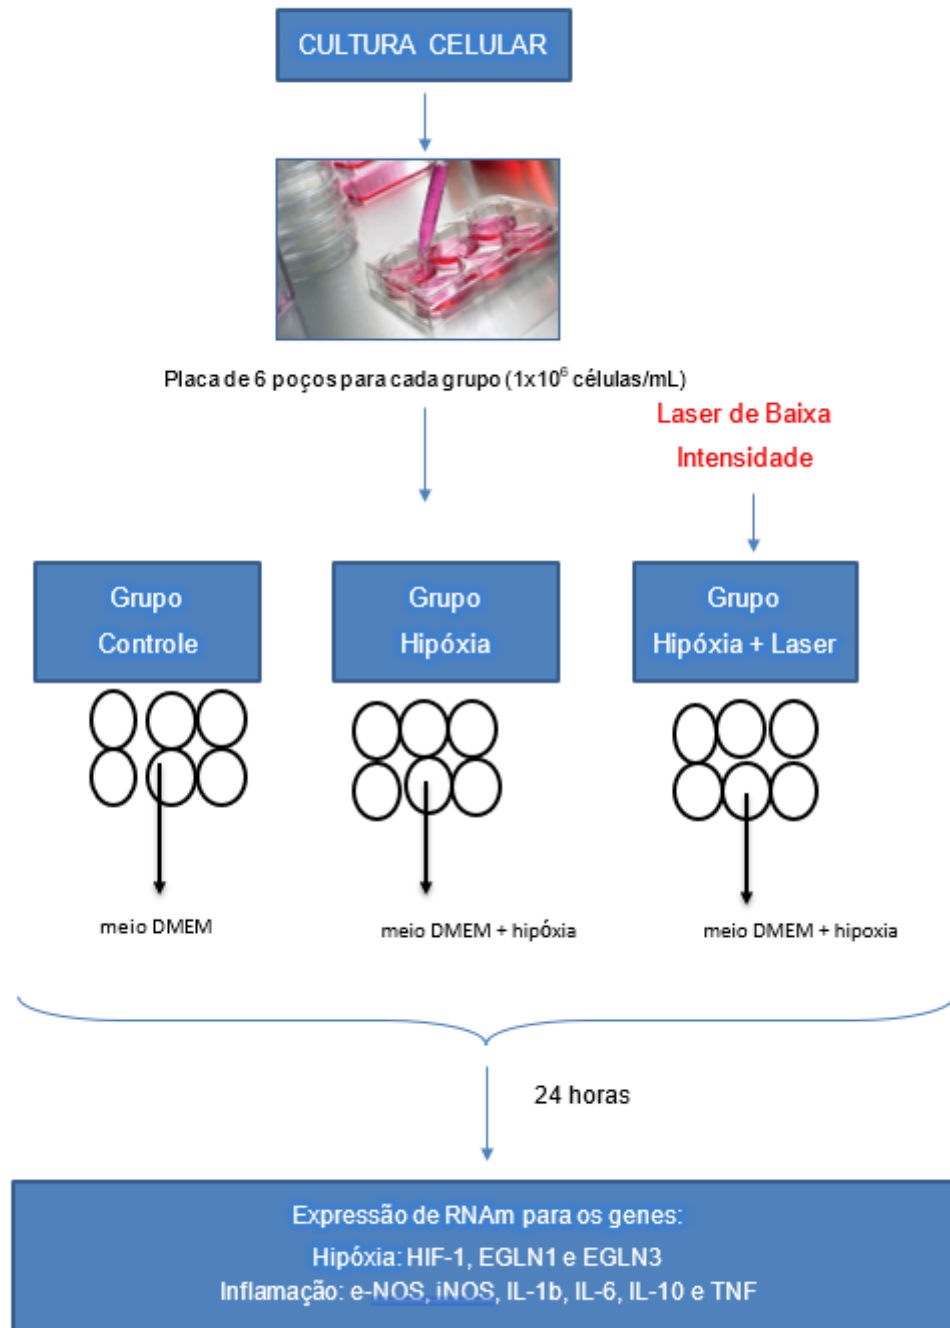 CULTURA CELULAR
Placa de 6 poços para cada grupo (1x10⁶ células/mL)
Laser de Baixa
Intensidade
Grupo
Controle
Grupo
Hipóxia
Grupo
Hipóxia + Laser
meio DMEM
meio DMEM + hipóxia
meio DMEM + hipoxia
24 horas
Expressão de RNAm para os genes:
Hipóxia: HIF-1, EGLN1 e EGLN3
Inflamação: e-NOS, iNOS, IL-1b, IL-6, IL-10 e TNF